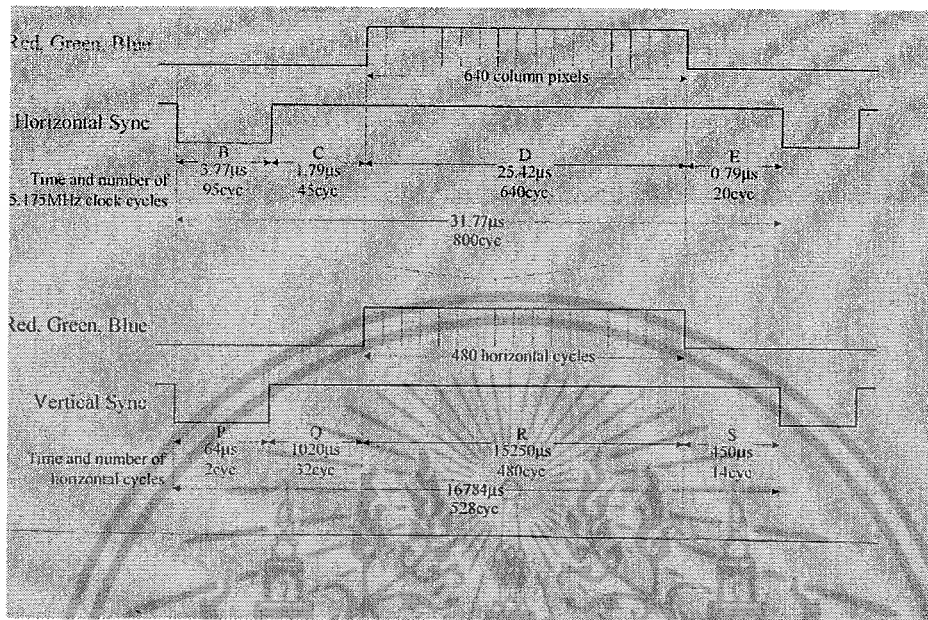 Red, Green, Blue
640 column pixels
Horizontal Sync
B C D E
3.77µs 1.79µs 25.42µs 0.79µs
Time and number of
95cyc 45cyc 640cyc 20cyc
5.175MHz clock cycles
31.77µs
800cyc
Red, Green, Blue
480 horizontal cycles
Vertical Sync
P Q R S
64µs 1020µs 15250µs 450µs
Time and number of
2cyc 32cyc 480cyc 14cyc
horizontal cycles
16784µs
528cyc